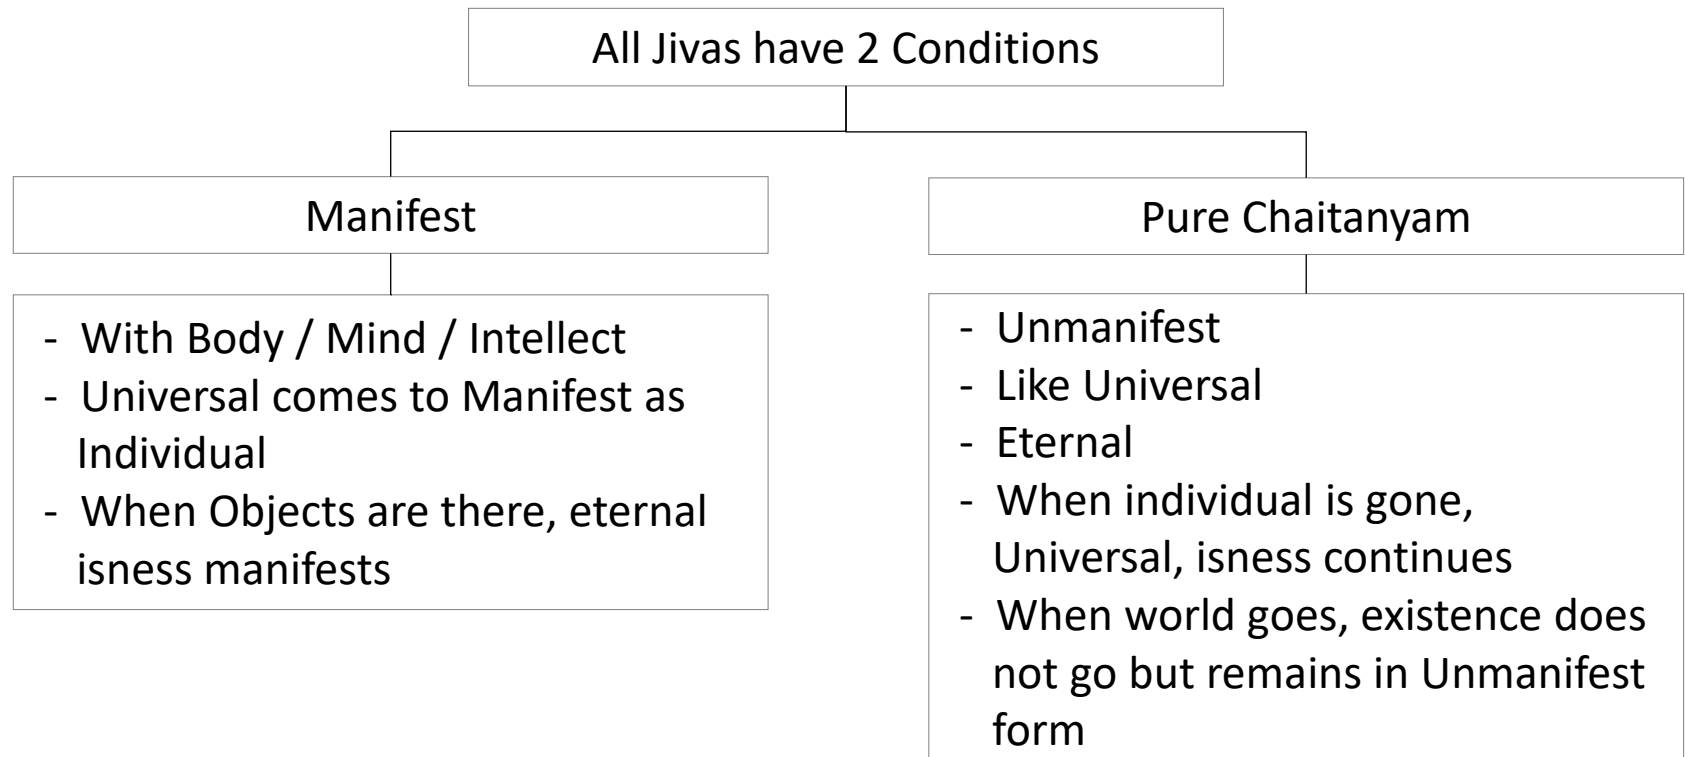 All Jivas have 2 Conditions
Manifest
- With Body / Mind / Intellect
- Universal comes to Manifest as
Individual
- When Objects are there, eternal
isness manifests
Pure Chaitanyam
- Unmanifest
- Like Universal
- Eternal
- When individual is gone,
Universal, isness continues
- When world goes, existence does
not go but remains in Unmanifest
form